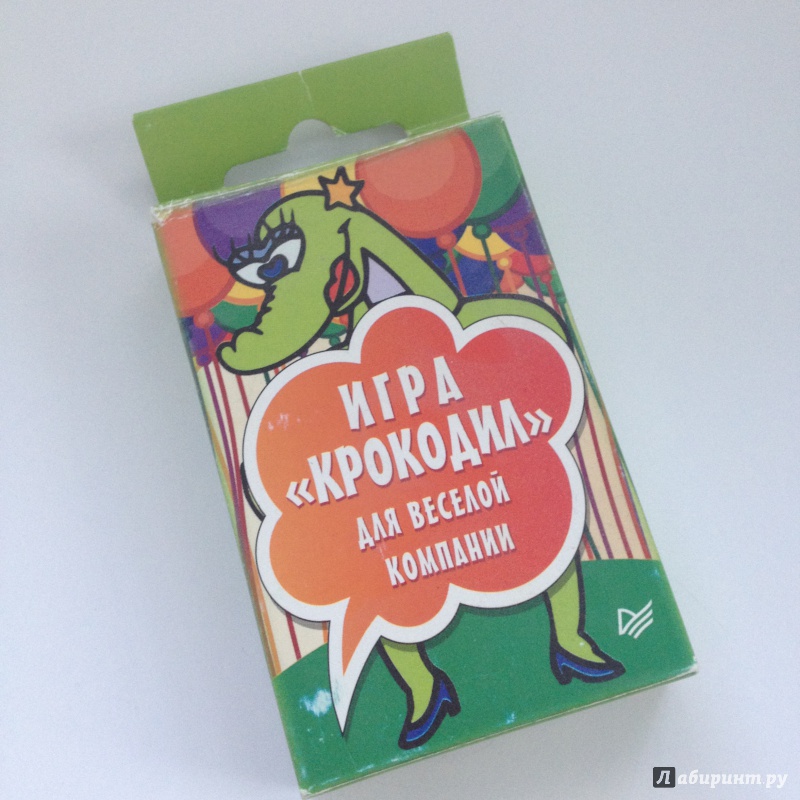 ИГРА
«КРОКОДИЛ»
ДЛЯ ВЕСЕЛОЙ
КОМПАНИИ
Лабиринт.ру